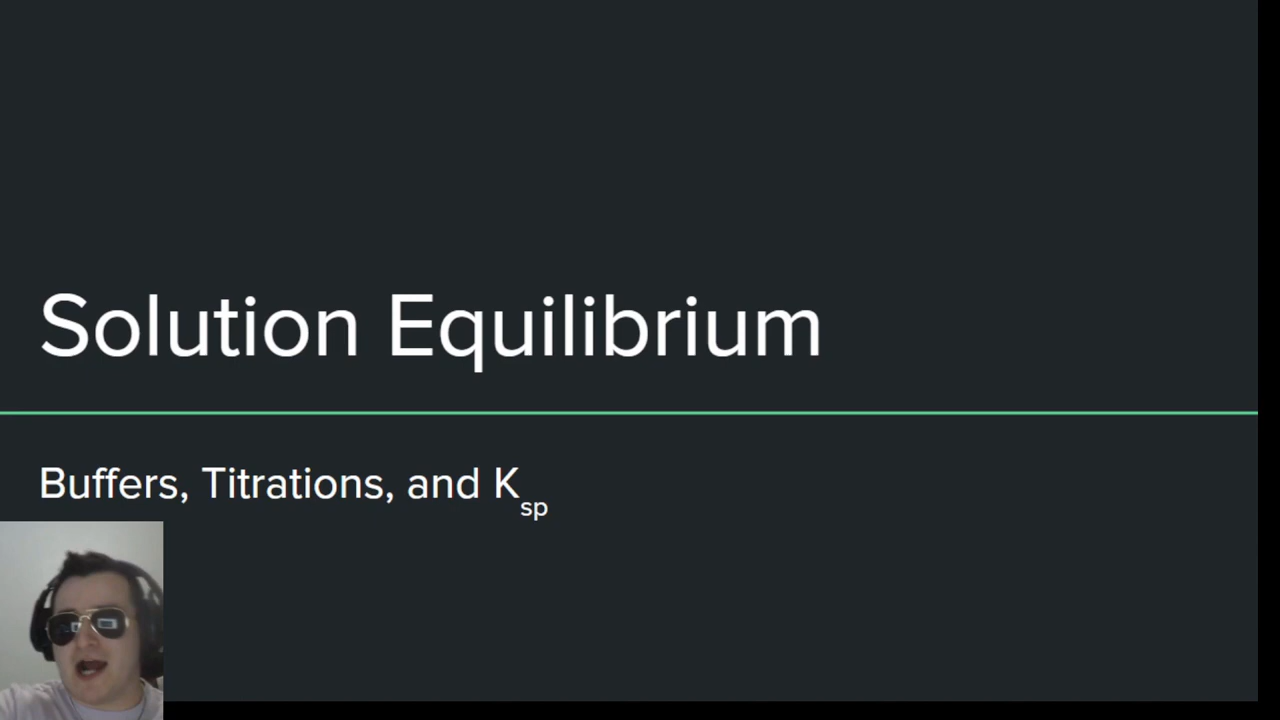 Solution Equilibrium
Buffers, Titrations, and Ksp